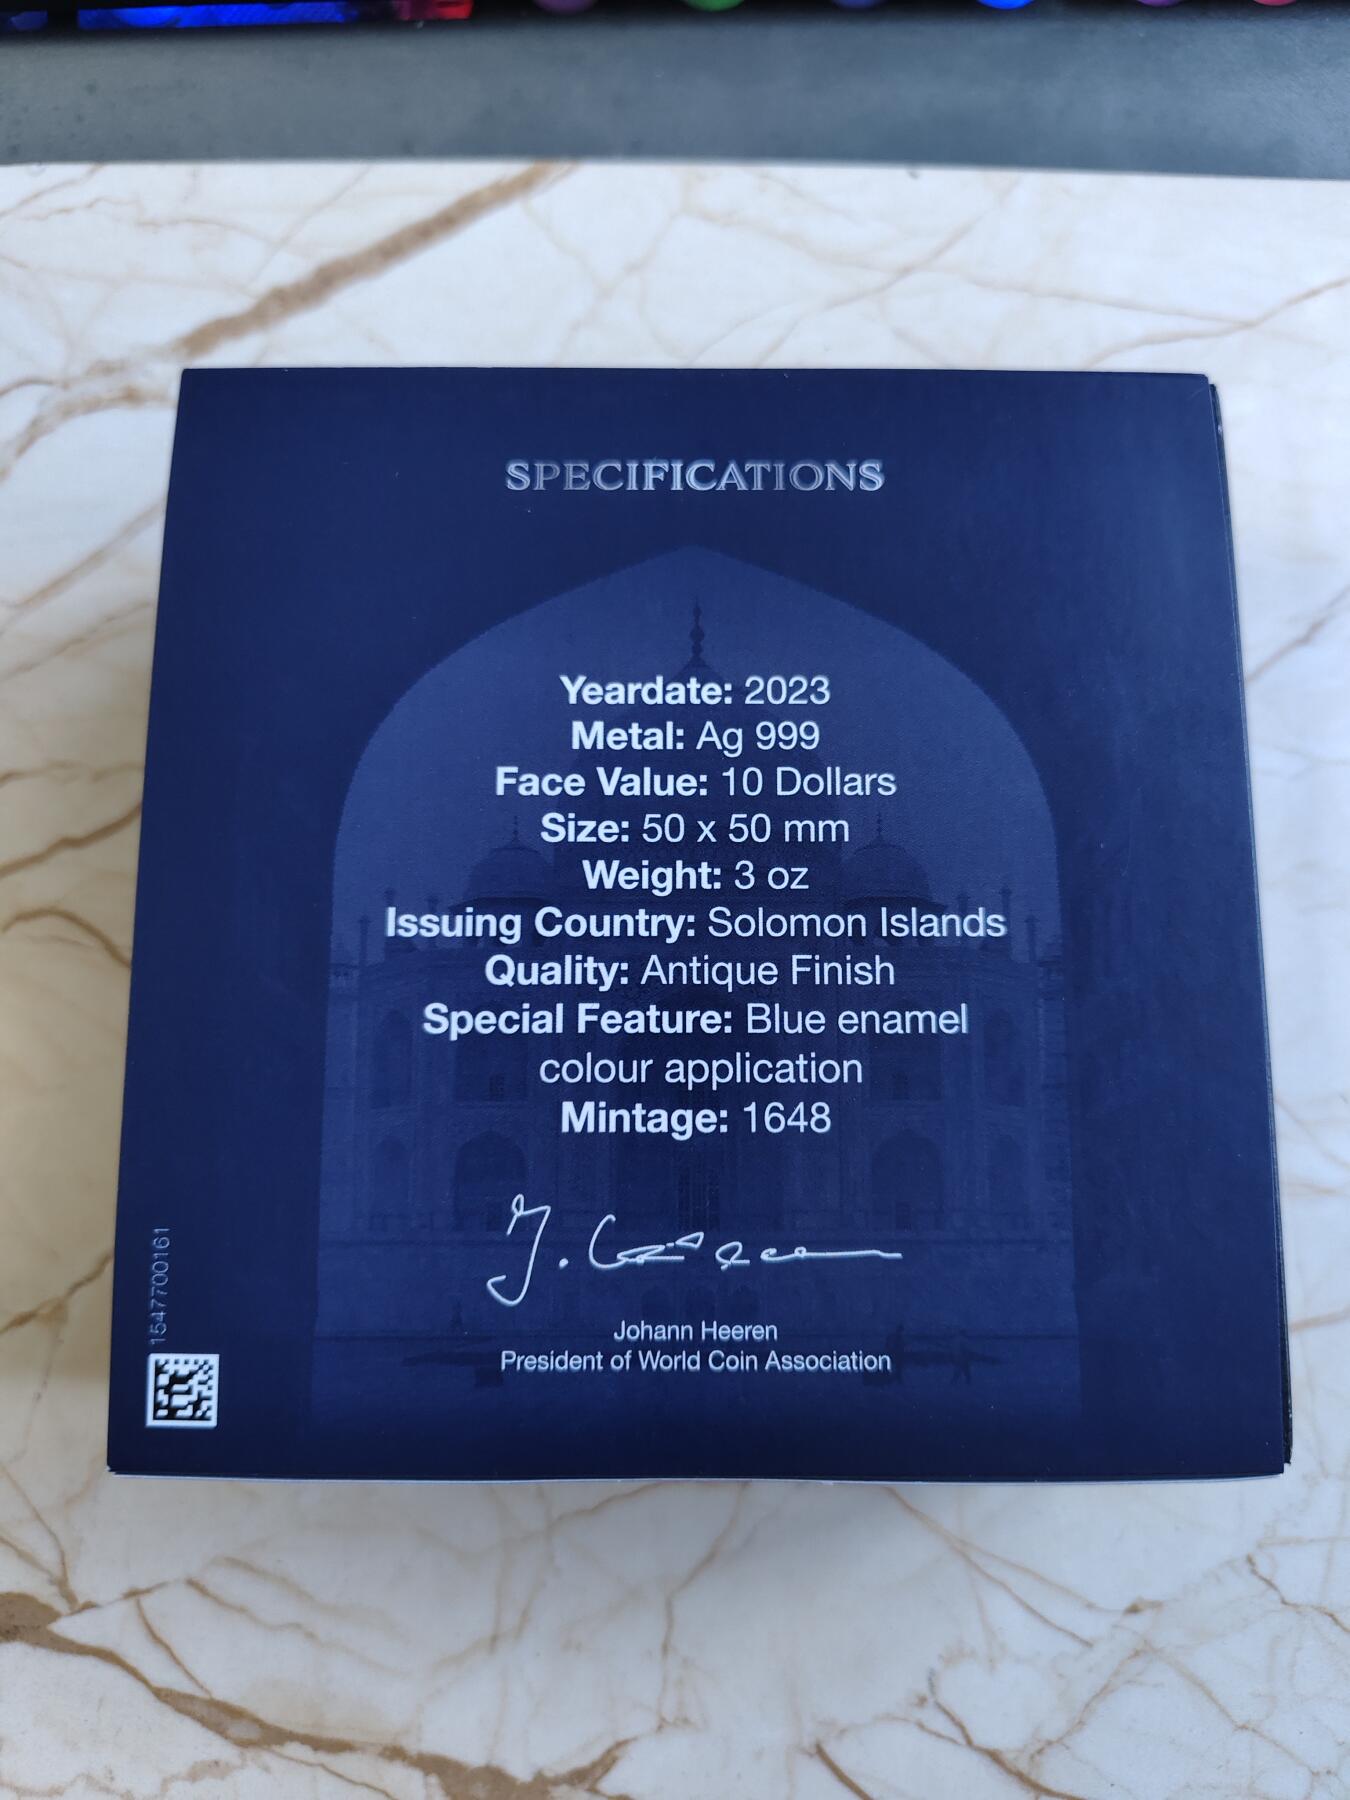 SPECIFICATIONS
Yeardate: 2023
Metal: Ag 999
Face Value: 10 Dollars
Size: 50 x 50 mm
Weight: 3 oz
Issuing Country: Solomon Islands
Quality: Antique Finish
Special Feature: Blue enamel
colour application
Mintage: 1648
Johann Heeren
President of World Coin Association
1547700161